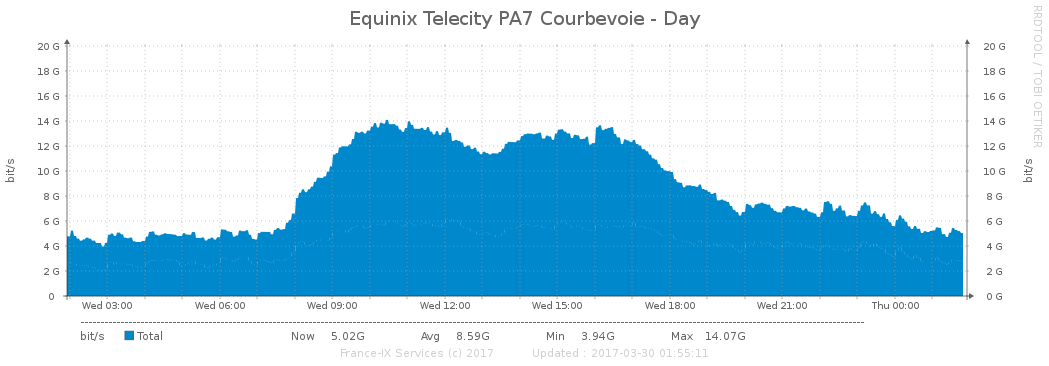 Equinix Telecity PA7 Courbevoie - Day
RRDTOOL / TOBI OETIKER
20 G 20 G
18 G 18 G
16 G 16 G
14 G 14 G
12 G 12 G
10 G 10 G
8 G 8 G
6 G 6 G
4 G 4 G
2 G 2 G
0 0 G
bit/s bit/s
Wed 03:00 Wed 06:00 Wed 09:00 Wed 12:00 Wed 15:00 Wed 18:00 Wed 21:00 Thu 00:00
bit/s Total Now 5.02G Avg 8.59G Min 3.94G Max 14.07G
France-IX Services (c) 2017 Updated : 2017-03-30 01:55:11